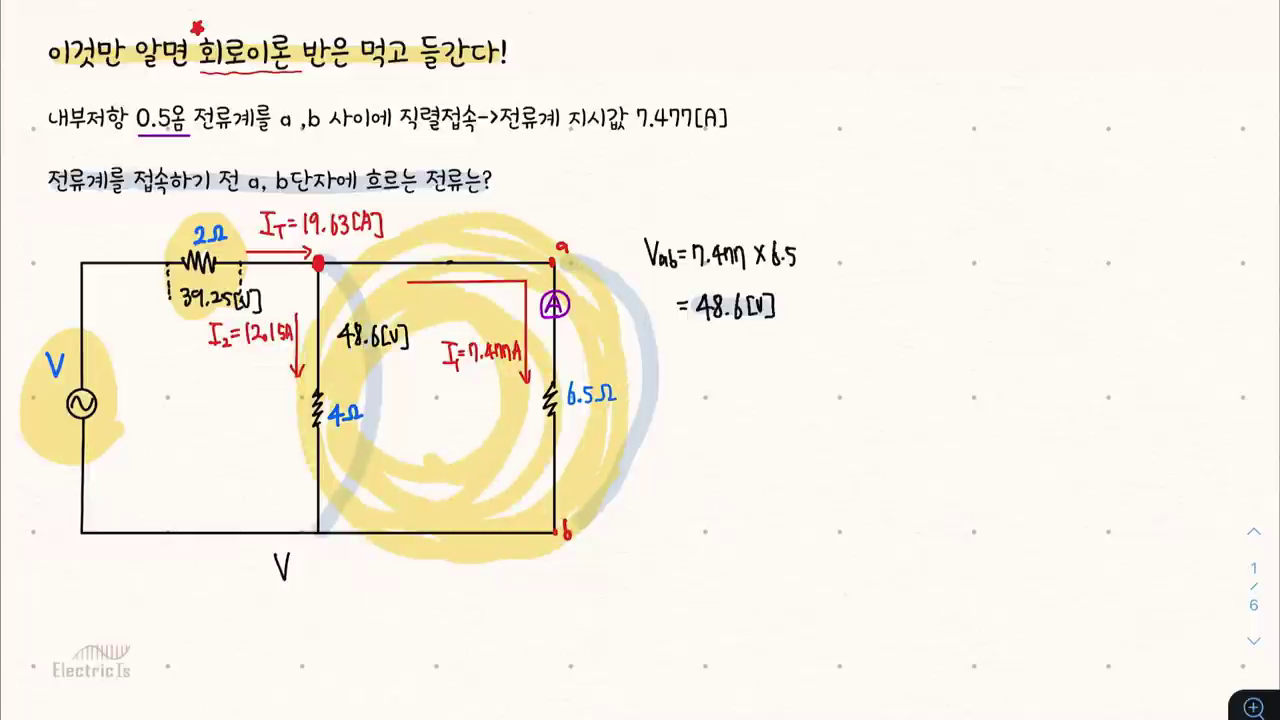 이것만 알면 회로이론 반은 먹고 들간다!
내부저항 0.5옴 전류계를 a ,b 사이에 직렬접속->전류계 지시값 7.477[A]
전류계를 접속하기 전 a, b단자에 흐르는 전류는?
I_T=19.63[A]
2Ω
39.25[V]
a
A
V_ab=7.477×6.5
=48.6[V]
I_2=12.15A
48.6[V]
I_1=7.477A
V
4Ω
6.5Ω
b
V
1
/
6
Electric Is